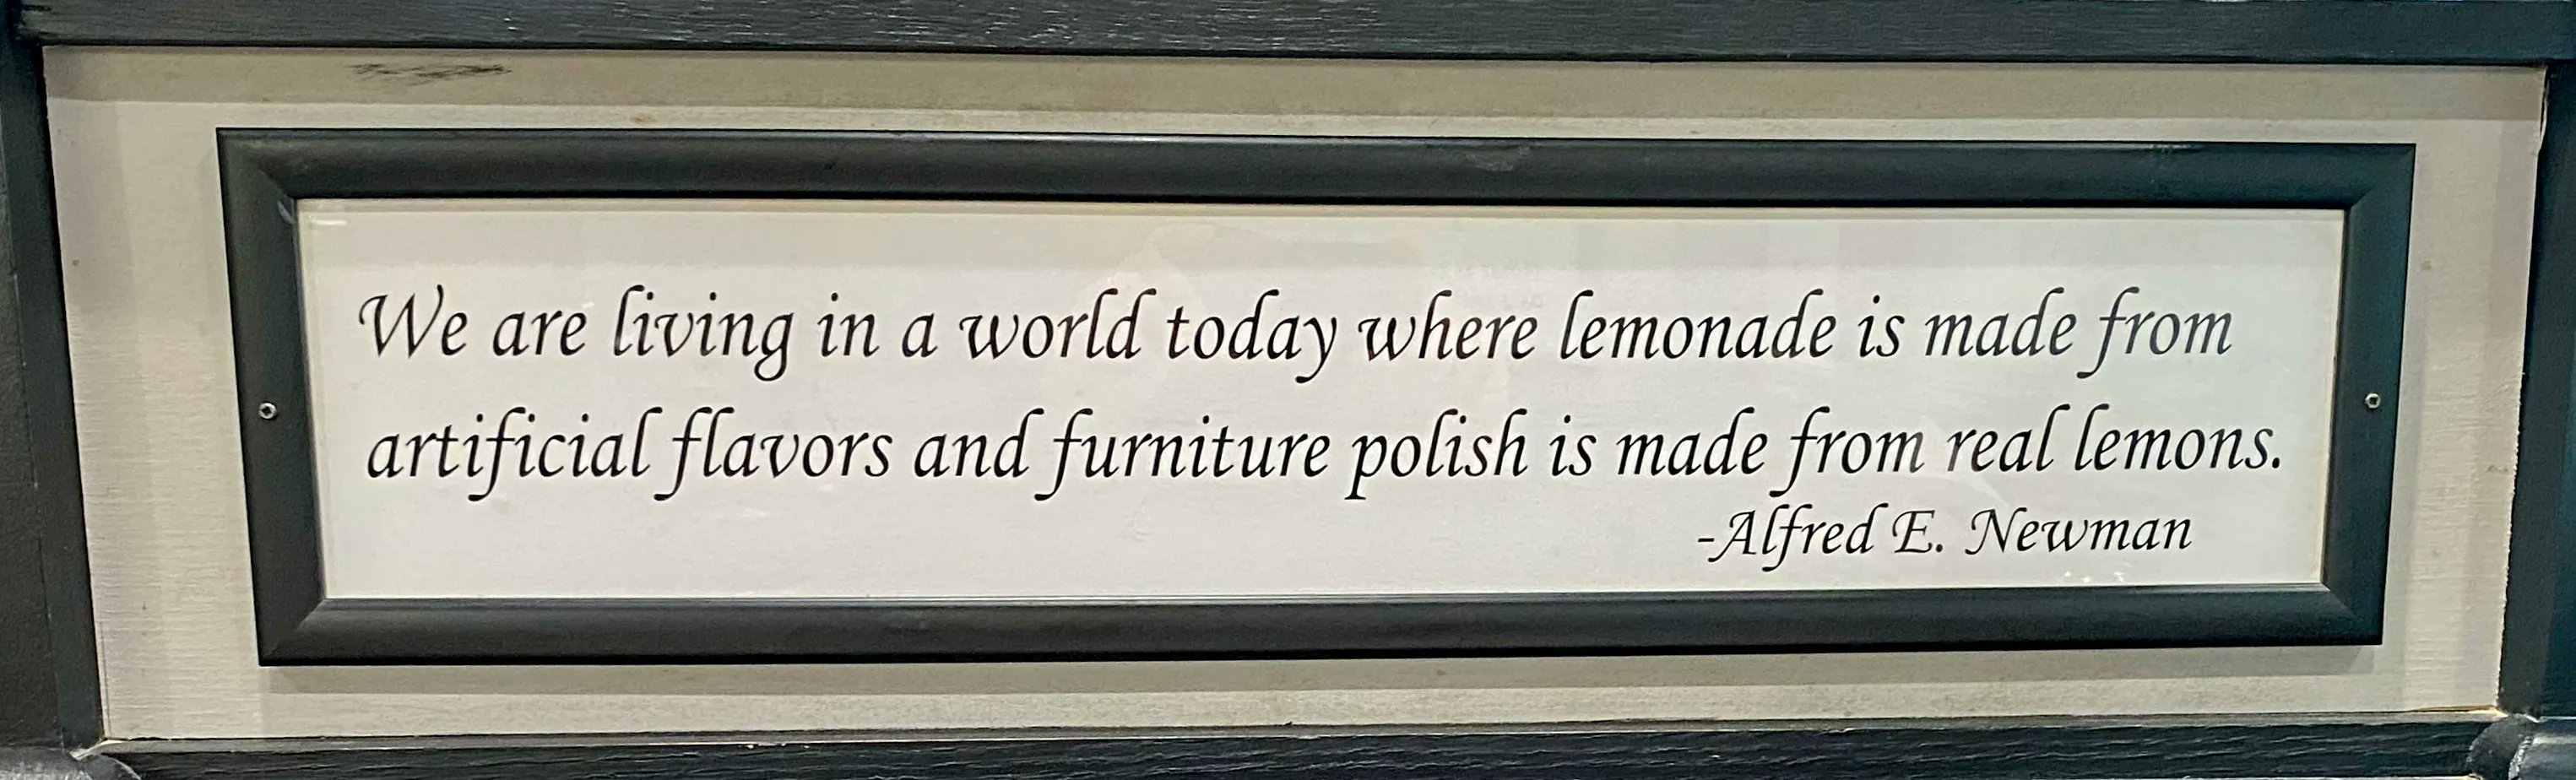 We are living in a world today where lemonade is made from
artificial flavors and furniture polish is made from real lemons.
-Alfred E. Newman